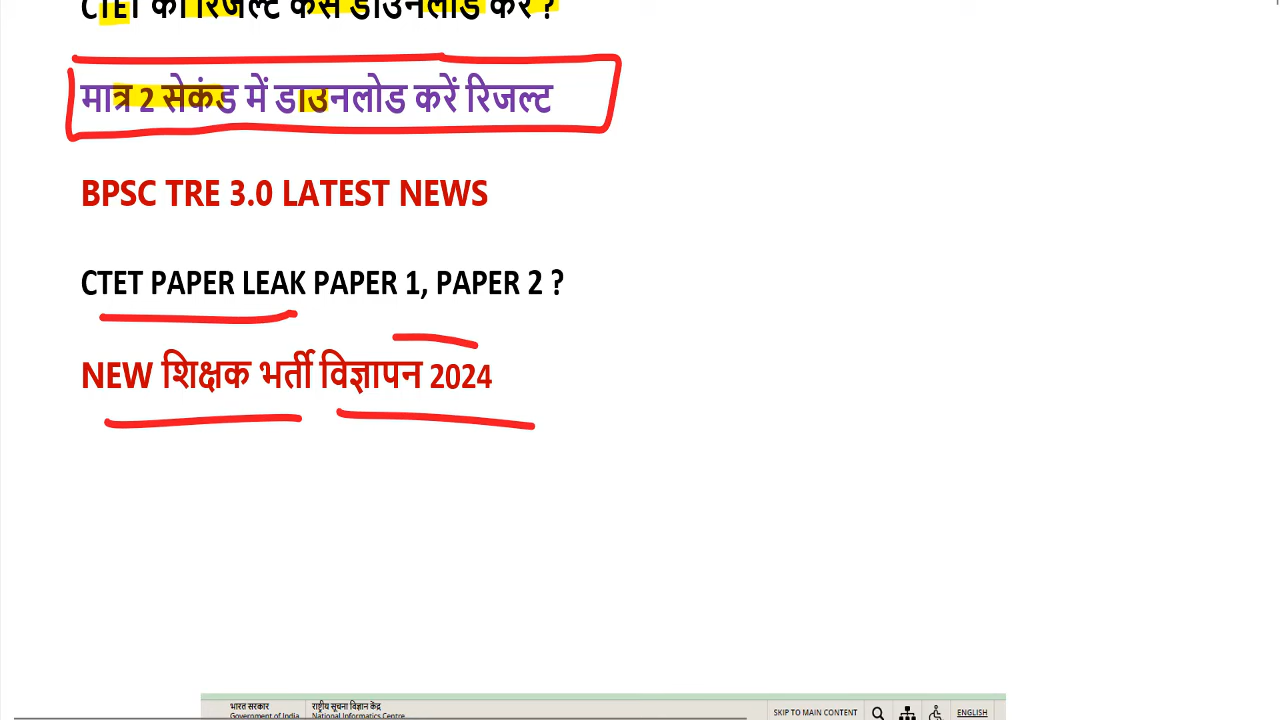 CTET का रिजल्ट कैसे डाउनलोड करें ?
मात्र 2 सेकंड में डाउनलोड करें रिजल्ट
BPSC TRE 3.0 LATEST NEWS
CTET PAPER LEAK PAPER 1, PAPER 2 ?
NEW शिक्षक भर्ती विज्ञापन 2024
भारत सरकार राष्ट्रीय सूचना विज्ञान केंद्र
Government of India National Informatics Centre
SKIP TO MAIN CONTENT ENGLISH